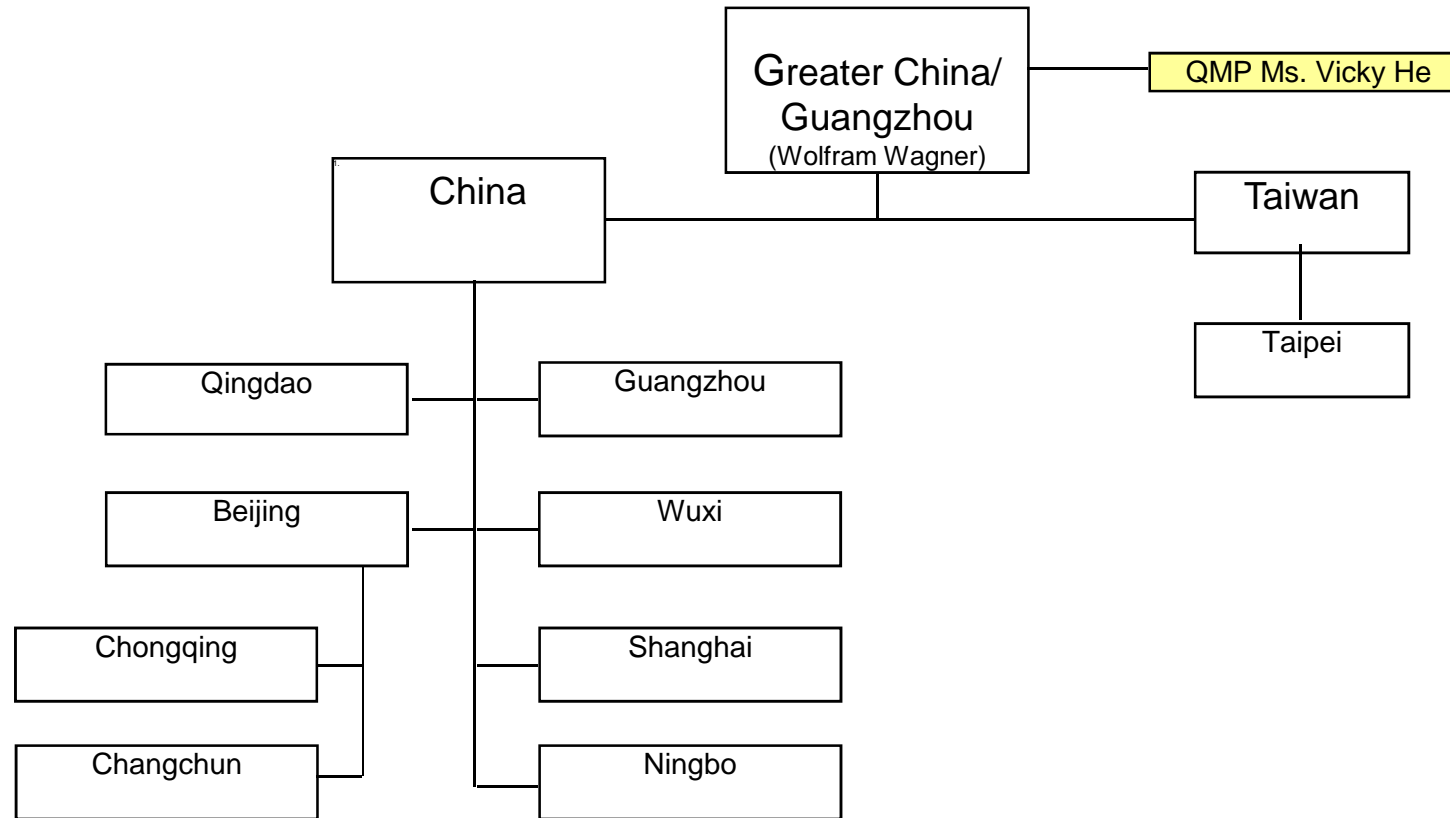 Greater China/
Guangzhou
(Wolfram Wagner)
QMP Ms. Vicky He
1.
China
Taiwan
Taipei
Qingdao
Guangzhou
Beijing
Wuxi
Chongqing
Shanghai
Changchun
Ningbo